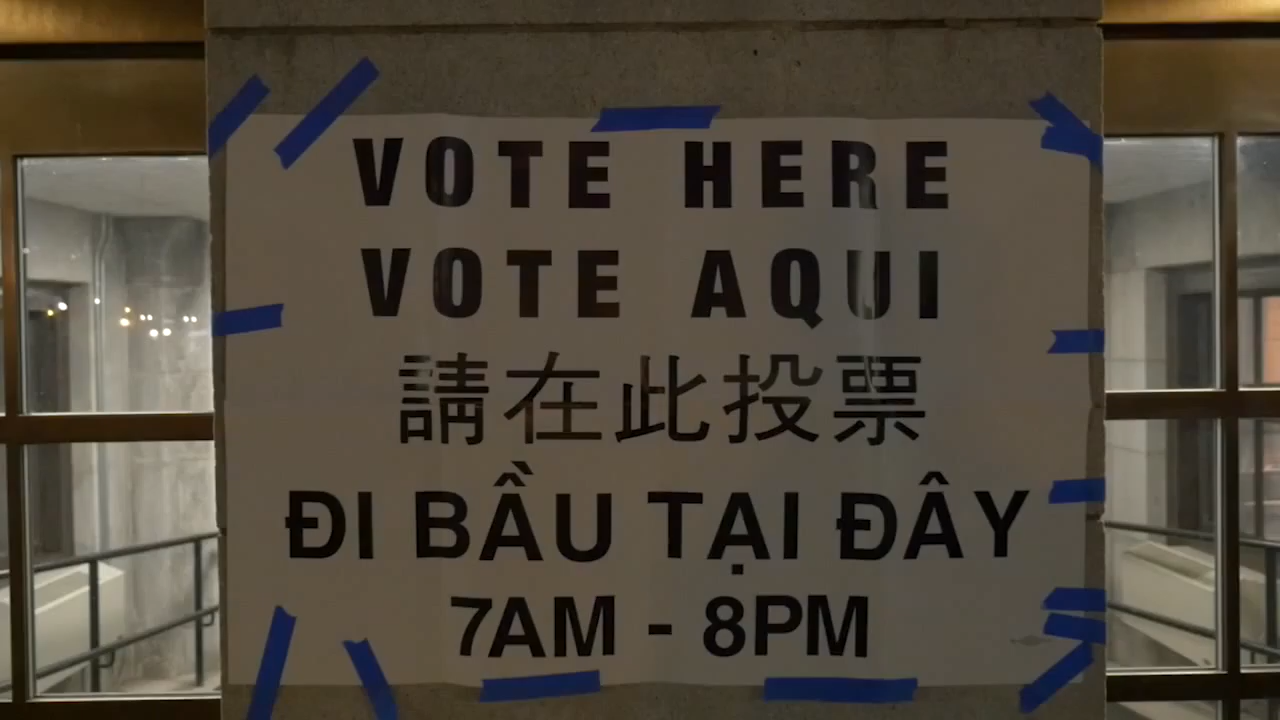 VOTE HERE
VOTE AQUI
請在此投票
ĐI BẦU TẠI ĐÂY
7AM - 8PM